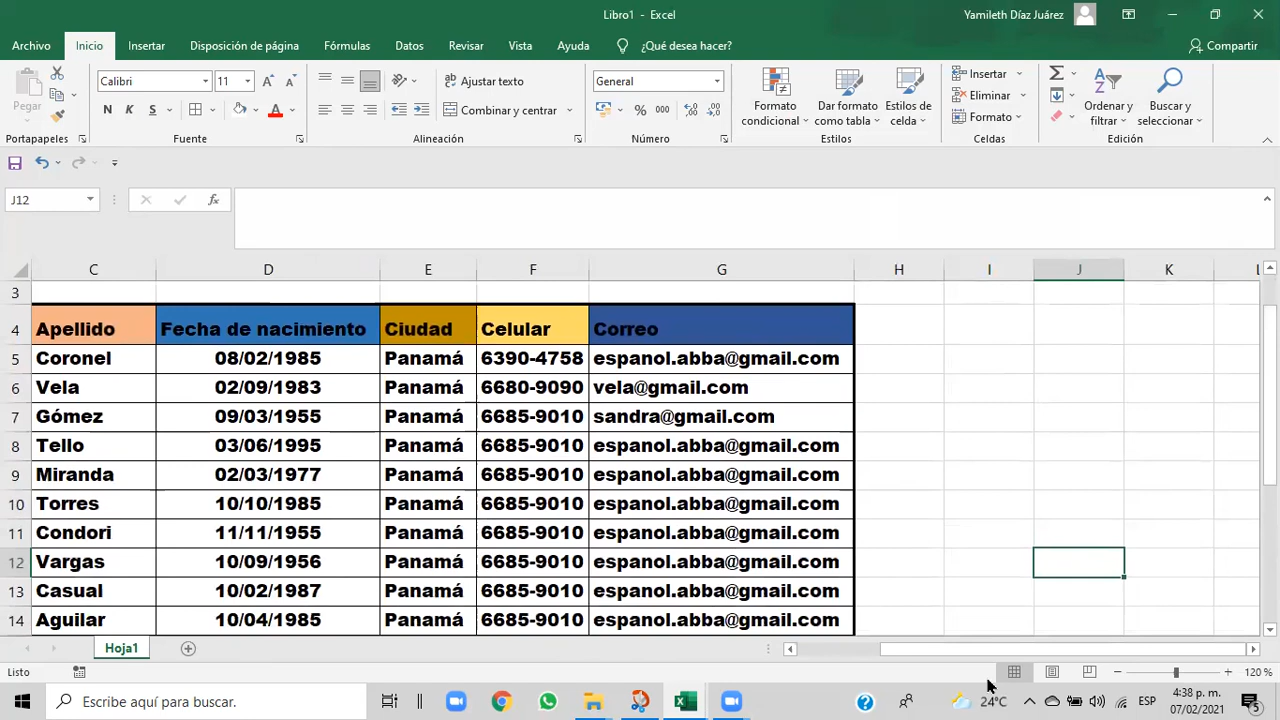 Libro1 - Excel
Yamileth Díaz Juárez
Archivo Inicio Insertar Disposición de página Fórmulas Datos Revisar Vista Ayuda ¿Qué desea hacer? Compartir
Pegar
Calibri 11
N K S
Ajustar texto
Combinar y centrar
General
% 000
Formato condicional
Dar formato como tabla
Estilos de celda
Insertar
Eliminar
Formato
Ordenar y filtrar
Buscar y seleccionar
Portapapeles Fuente Alineación Número Estilos Celdas Edición
J12 fx
C D E F G H I J K L
3
4 Apellido Fecha de nacimiento Ciudad Celular Correo
5 Coronel 08/02/1985 Panamá 6390-4758 espanol.abba@gmail.com
6 Vela 02/09/1983 Panamá 6680-9090 vela@gmail.com
7 Gómez 09/03/1955 Panamá 6685-9010 sandra@gmail.com
8 Tello 03/06/1995 Panamá 6685-9010 espanol.abba@gmail.com
9 Miranda 02/03/1977 Panamá 6685-9010 espanol.abba@gmail.com
10 Torres 10/10/1985 Panamá 6685-9010 espanol.abba@gmail.com
11 Condori 11/11/1955 Panamá 6685-9010 espanol.abba@gmail.com
12 Vargas 10/09/1956 Panamá 6685-9010 espanol.abba@gmail.com
13 Casual 10/02/1987 Panamá 6685-9010 espanol.abba@gmail.com
14 Aguilar 10/04/1985 Panamá 6685-9010 espanol.abba@gmail.com
Hoja1
Listo 120 %
Escribe aquí para buscar. 24°C ESP 4:38 p. m.
07/02/2021 5